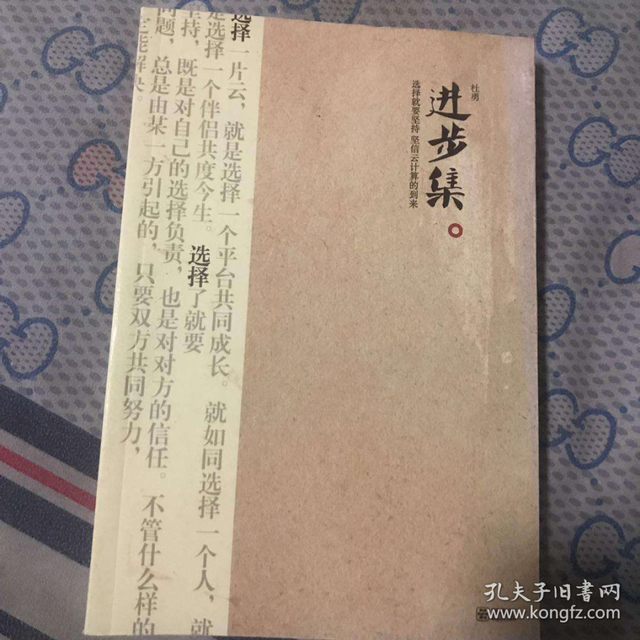 杜勇
进步集
选择就要坚持 坚信云计算的到来
选择一片云，就是选择一个平台共同成长。就如同选择一个人，就
是选择一个伴侣共度今生。选择了就要
坚持，既是对自己的选择负责，也是对对方的信任。不管什么样的
问题，总是由某一方引起的，只要双方共同努力，
能解决。
孔夫子旧书网
www.kongfz.com